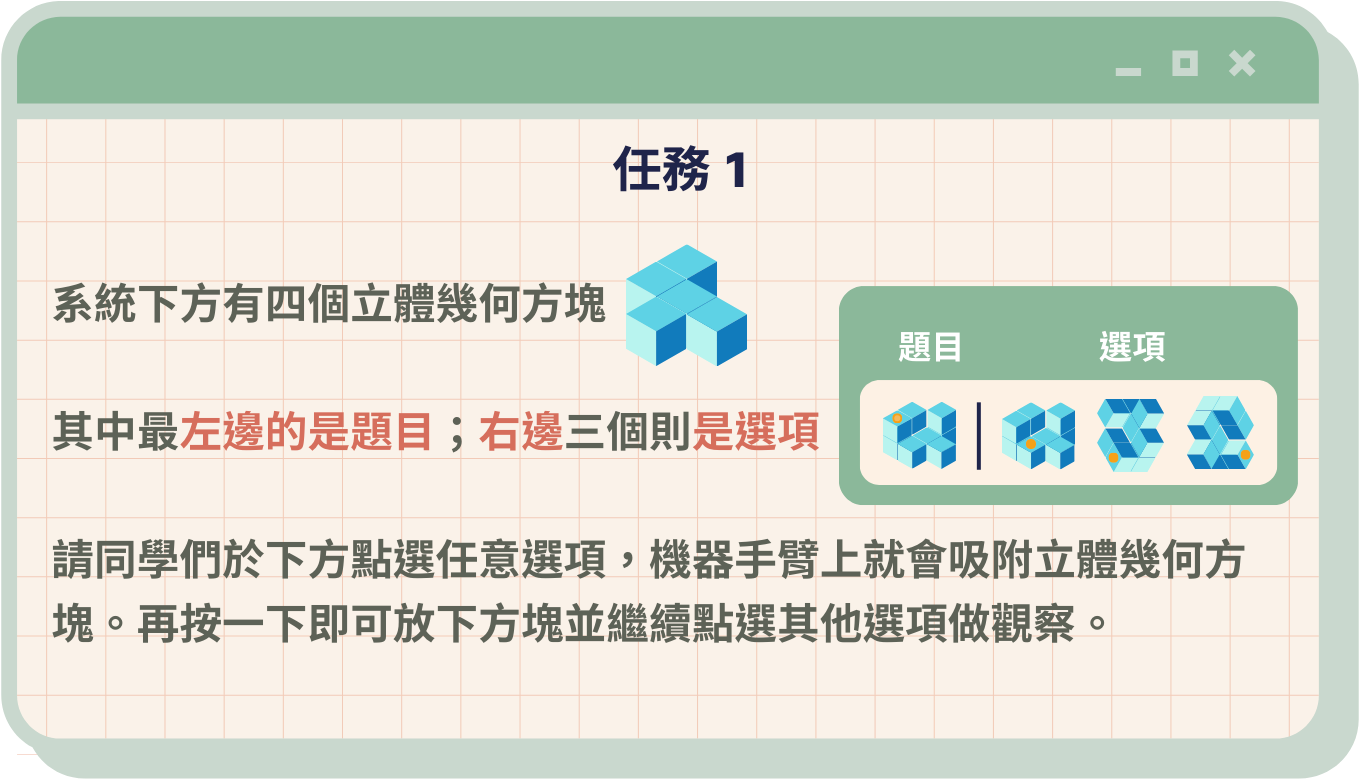 任務 1
系統下方有四個立體幾何方塊
題目 選項
其中最左邊的是題目；右邊三個則是選項
請同學們於下方點選任意選項，機器手臂上就會吸附立體幾何方
塊。再按一下即可放下方塊並繼續點選其他選項做觀察。